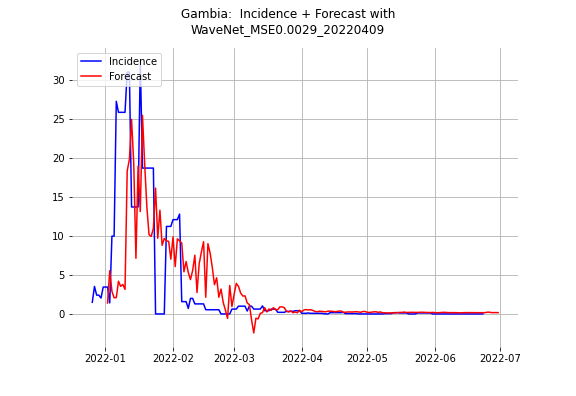 Gambia:  Incidence + Forecast with
WaveNet_MSE0.0029_20220409
Incidence
Forecast
30
25
20
15
10
5
0
2022-01 2022-02 2022-03 2022-04 2022-05 2022-06 2022-07